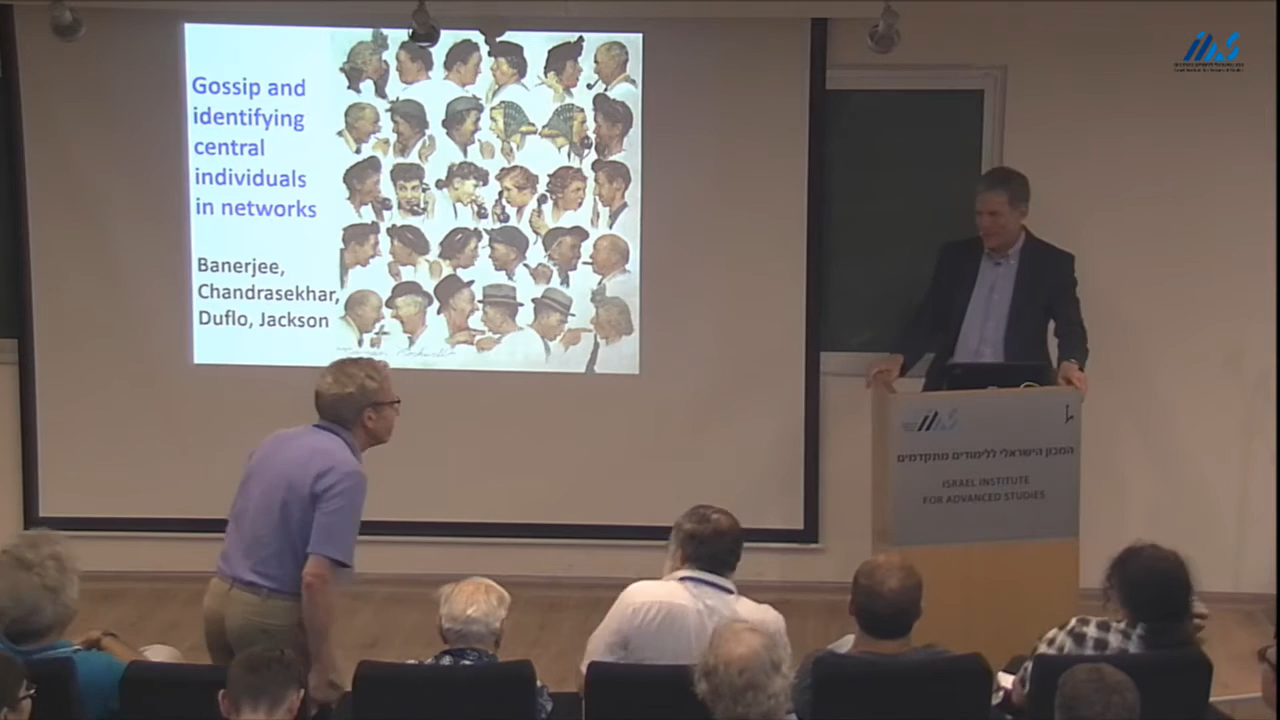 Gossip and
identifying
central
individuals
in networks
Banerjee,
Chandrasekhar,
Duflo, Jackson
המכון הישראלי ללימודים מתקדמים
ISRAEL INSTITUTE
FOR ADVANCED STUDIES